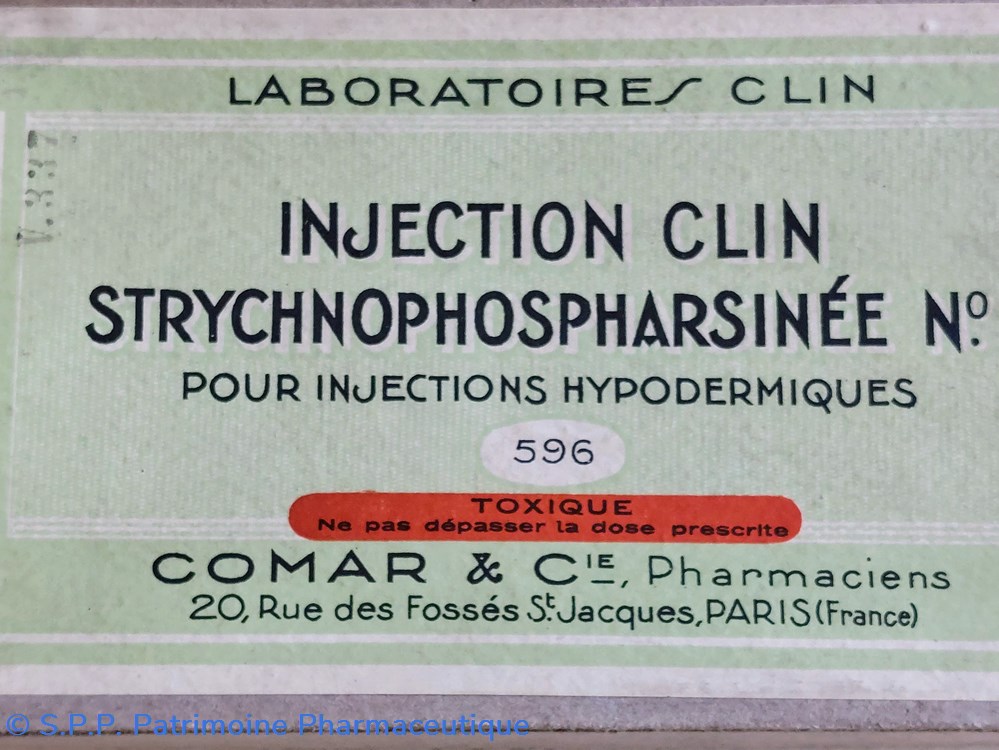 LABORATOIRES CLIN
V.337
INJECTION CLIN
STRYCHNOPHOSPHARSINÉE Nº
POUR INJECTIONS HYPODERMIQUES
596
TOXIQUE
Ne pas dépasser la dose prescrite
COMAR & CIE, Pharmaciens
20, Rue des Fossés St. Jacques, PARIS (France)
© S.P.P. Patrimoine Pharmaceutique